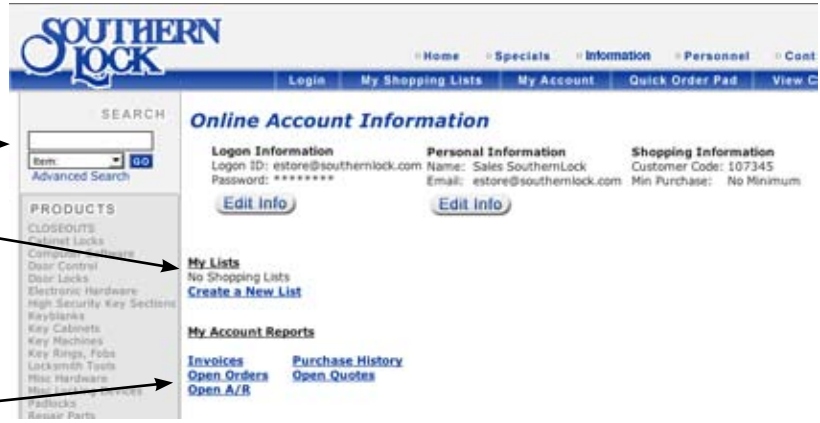 SOUTHERN
LOCK
Home Specials Information Personnel Cont
Login My Shopping Lists My Account Quick Order Pad View C
SEARCH
Item: GO
Advanced Search
PRODUCTS
CLOSEOUTS
Cabinet Locks
Computer Software
Door Control
Door Locks
Electronic Hardware
High Security Key Sections
Keyblanks
Key Cabinets
Key Machines
Key Rings, Fobs
Locksmith Tools
Misc Hardware
Misc Locking Devices
Padlocks
Repair Parts
Online Account Information
Logon Information
Logon ID: estore@southernlock.com
Password: ********
Edit Info
Personal Information
Name: Sales SouthernLock
Email: estore@southernlock.com
Edit Info
Shopping Information
Customer Code: 107345
Min Purchase: No Minimum
My Lists
No Shopping Lists
Create a New List
My Account Reports
Invoices Purchase History
Open Orders Open Quotes
Open A/R